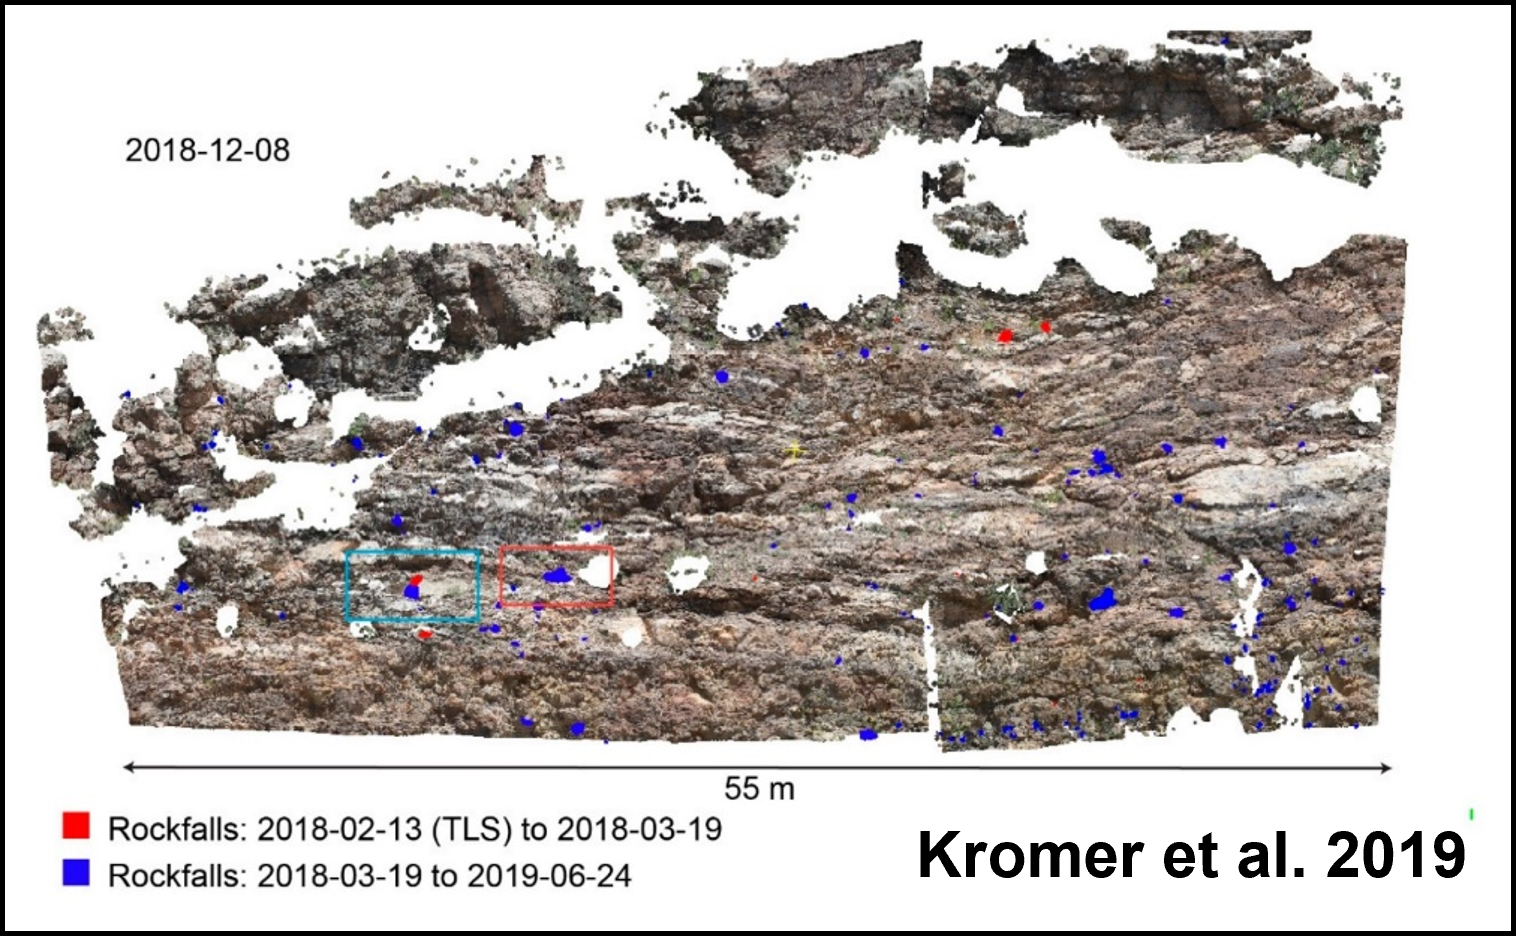 2018-12-08
55 m
Rockfalls: 2018-02-13 (TLS) to 2018-03-19
Rockfalls: 2018-03-19 to 2019-06-24
Kromer et al. 2019